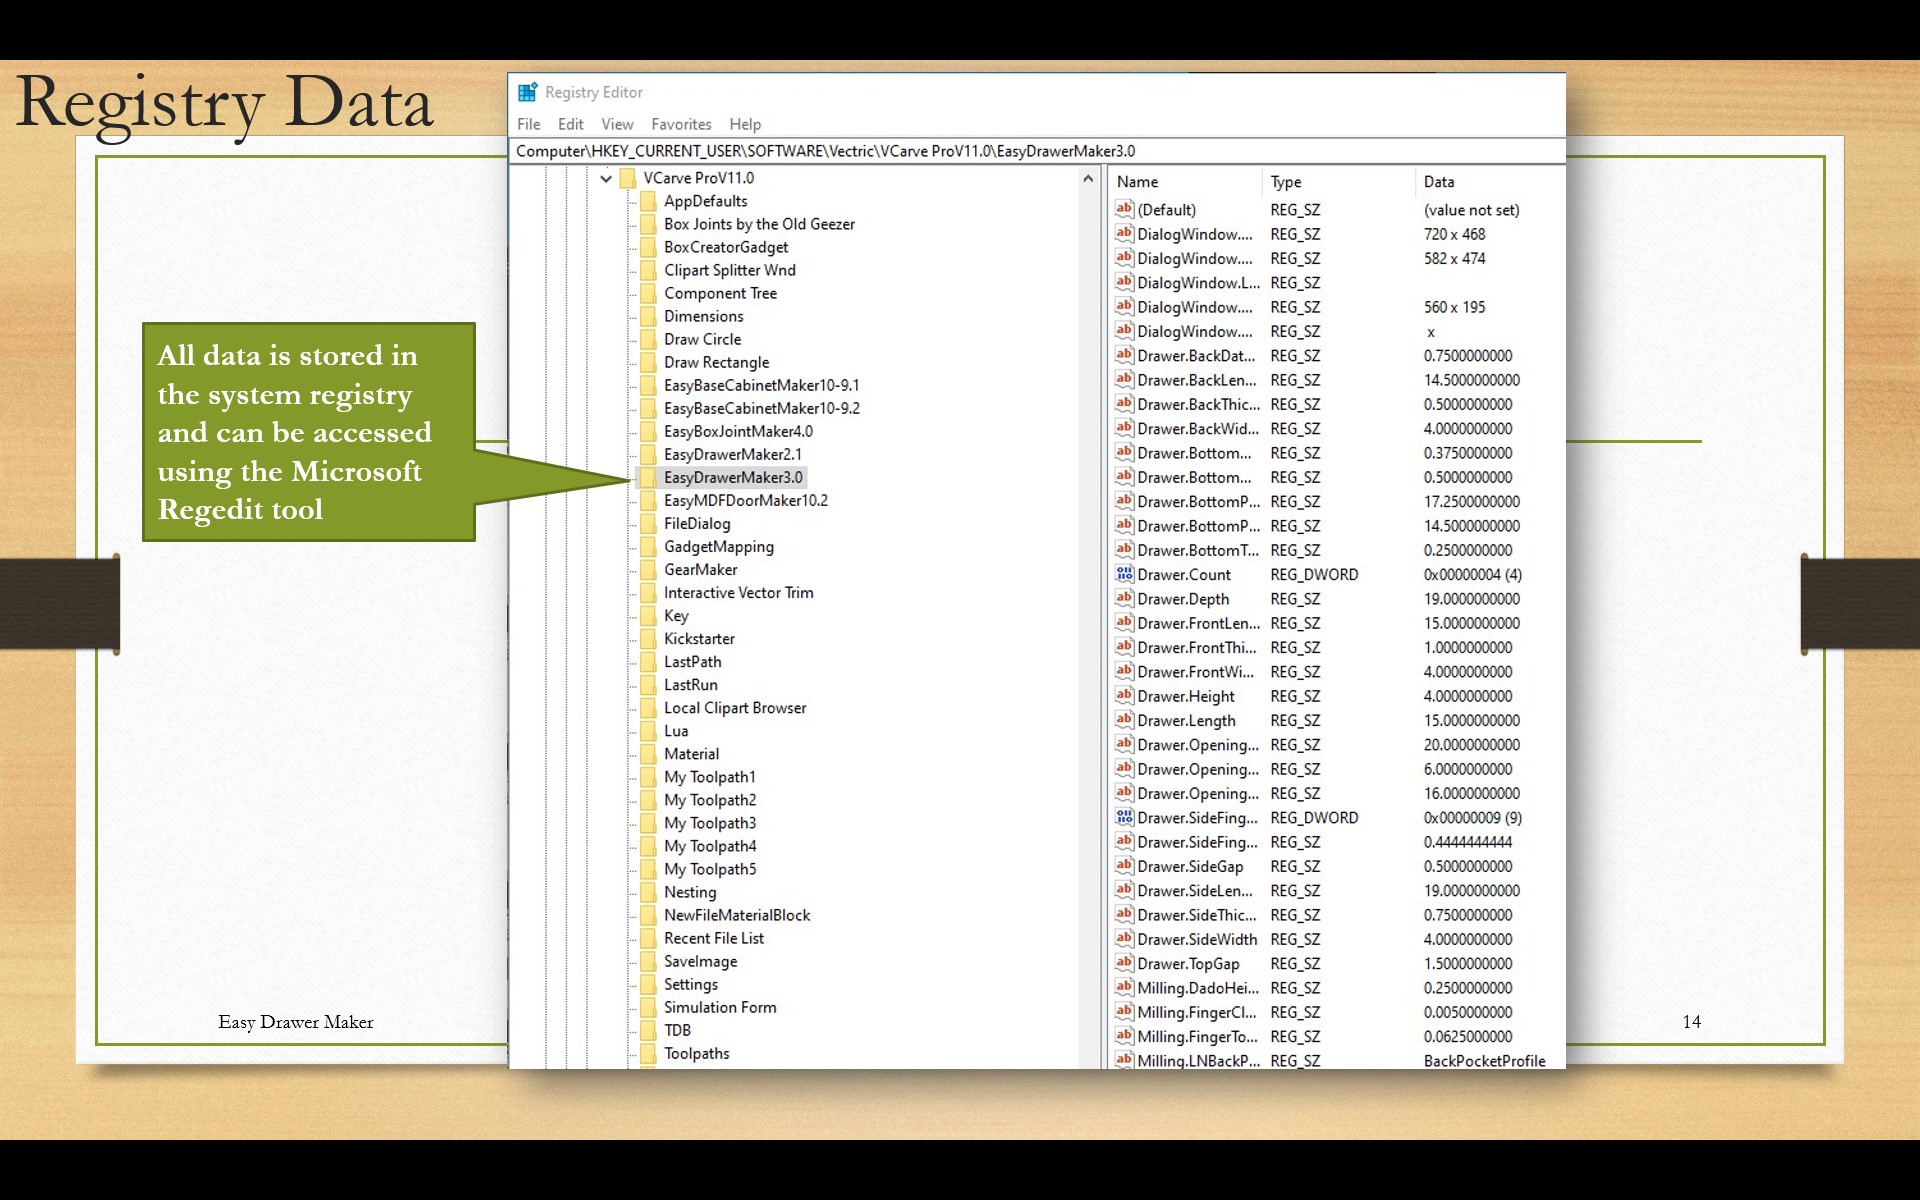 Registry Data
Registry Editor
File Edit View Favorites Help
Computer\HKEY_CURRENT_USER\SOFTWARE\Vectric\VCarve ProV11.0\EasyDrawerMaker3.0
VCarve ProV11.0
AppDefaults
Box Joints by the Old Geezer
BoxCreatorGadget
Clipart Splitter Wnd
Component Tree
Dimensions
Draw Circle
Draw Rectangle
EasyBaseCabinetMaker10-9.1
EasyBaseCabinetMaker10-9.2
EasyBoxJointMaker4.0
EasyDrawerMaker2.1
EasyDrawerMaker3.0
EasyMDFDoorMaker10.2
FileDialog
GadgetMapping
GearMaker
Interactive Vector Trim
Key
Kickstarter
LastPath
LastRun
Local Clipart Browser
Lua
Material
My Toolpath1
My Toolpath2
My Toolpath3
My Toolpath4
My Toolpath5
Nesting
NewFileMaterialBlock
Recent File List
SaveImage
Settings
Simulation Form
TDB
Toolpaths
Name Type Data
(Default) REG_SZ (value not set)
DialogWindow.... REG_SZ 720 x 468
DialogWindow.... REG_SZ 582 x 474
DialogWindow.L... REG_SZ
DialogWindow.... REG_SZ 560 x 195
DialogWindow.... REG_SZ x
Drawer.BackDat... REG_SZ 0.7500000000
Drawer.BackLen... REG_SZ 14.5000000000
Drawer.BackThic... REG_SZ 0.5000000000
Drawer.BackWid... REG_SZ 4.0000000000
Drawer.Bottom... REG_SZ 0.3750000000
Drawer.Bottom... REG_SZ 0.5000000000
Drawer.BottomP... REG_SZ 17.2500000000
Drawer.BottomP... REG_SZ 14.5000000000
Drawer.BottomT... REG_SZ 0.2500000000
Drawer.Count REG_DWORD 0x00000004 (4)
Drawer.Depth REG_SZ 19.0000000000
Drawer.FrontLen... REG_SZ 15.0000000000
Drawer.FrontThi... REG_SZ 1.0000000000
Drawer.FrontWi... REG_SZ 4.0000000000
Drawer.Height REG_SZ 4.0000000000
Drawer.Length REG_SZ 15.0000000000
Drawer.Opening... REG_SZ 20.0000000000
Drawer.Opening... REG_SZ 6.0000000000
Drawer.Opening... REG_SZ 16.0000000000
Drawer.SideFing... REG_DWORD 0x00000009 (9)
Drawer.SideFing... REG_SZ 0.4444444444
Drawer.SideGap REG_SZ 0.5000000000
Drawer.SideLen... REG_SZ 19.0000000000
Drawer.SideThic... REG_SZ 0.7500000000
Drawer.SideWidth REG_SZ 4.0000000000
Drawer.TopGap REG_SZ 1.5000000000
Milling.DadoHei... REG_SZ 0.2500000000
Milling.FingerCl... REG_SZ 0.0050000000
Milling.FingerTo... REG_SZ 0.0625000000
Milling.LNBackP... REG_SZ BackPocketProfile
All data is stored in
the system registry
and can be accessed
using the Microsoft
Regedit tool
Easy Drawer Maker
14